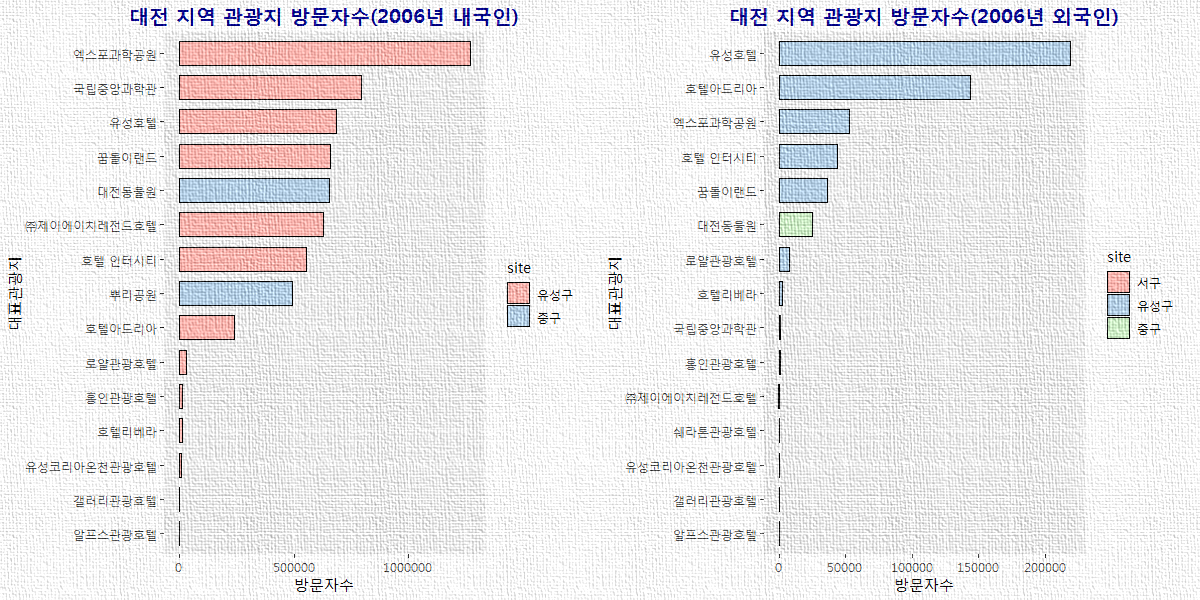 대전 지역 관광지 방문자수(2006년 내국인)
대표관광지
엑스포과학공원
국립중앙과학관
유성호텔
꿈돌이랜드
대전동물원
㈜제이에이치레전드호텔
호텔 인터시티
뿌리공원
호텔아드리아
로얄관광호텔
홍인관광호텔
호텔리베라
유성코리아온천관광호텔
갤러리관광호텔
알프스관광호텔
0 500000 1000000
방문자수
site
유성구
중구
대전 지역 관광지 방문자수(2006년 외국인)
대표관광지
유성호텔
호텔아드리아
엑스포과학공원
호텔 인터시티
꿈돌이랜드
대전동물원
로얄관광호텔
호텔리베라
국립중앙과학관
홍인관광호텔
㈜제이에이치레전드호텔
쉐라톤관광호텔
유성코리아온천관광호텔
갤러리관광호텔
알프스관광호텔
0 50000 100000 150000 200000
방문자수
site
서구
유성구
중구